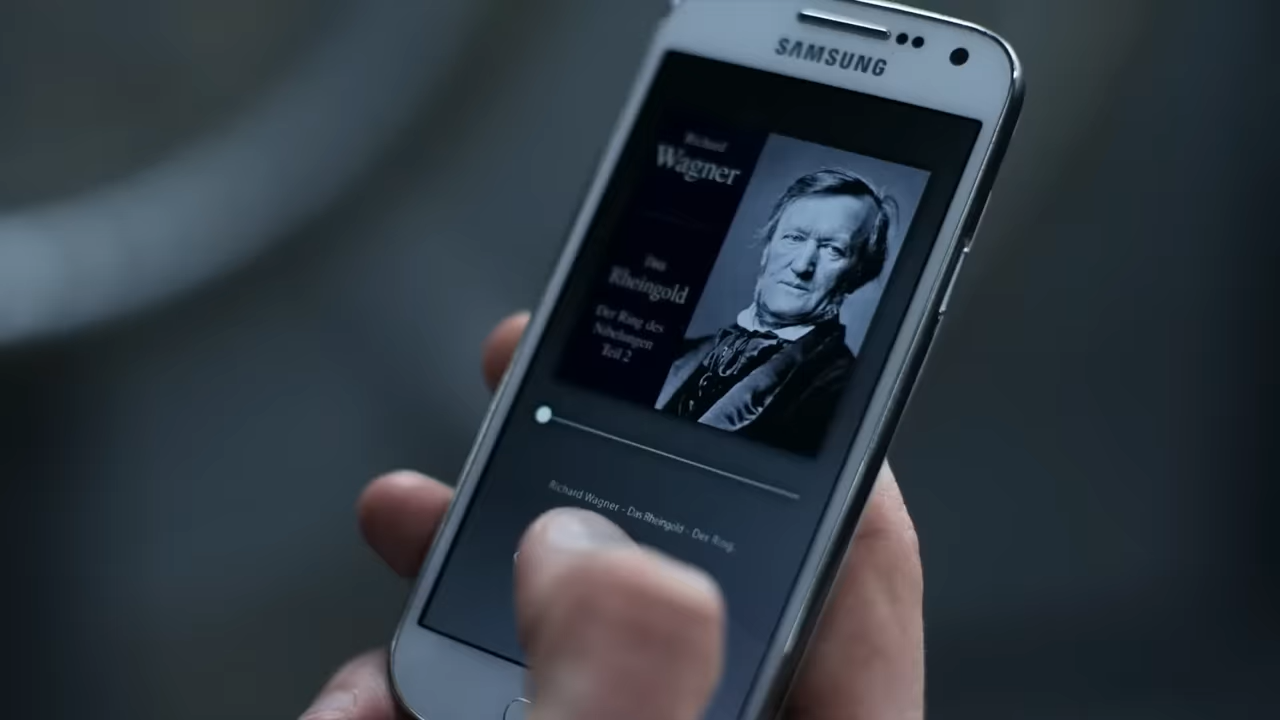 SAMSUNG
Richard
Wagner
Das
Rheingold
Der Ring des
Nibelungen
Teil 2
Richard Wagner - Das Rheingold - Der Ring